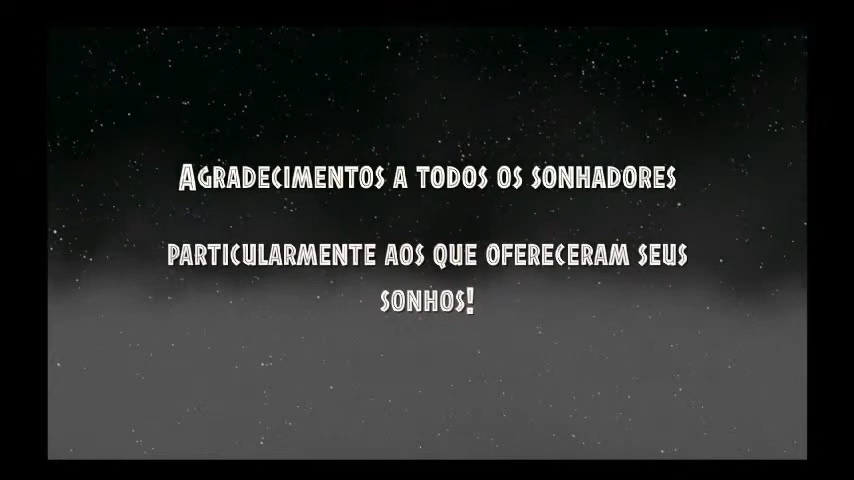 Agradecimentos a todos os sonhadores
particularmente aos que ofereceram seus
sonhos!